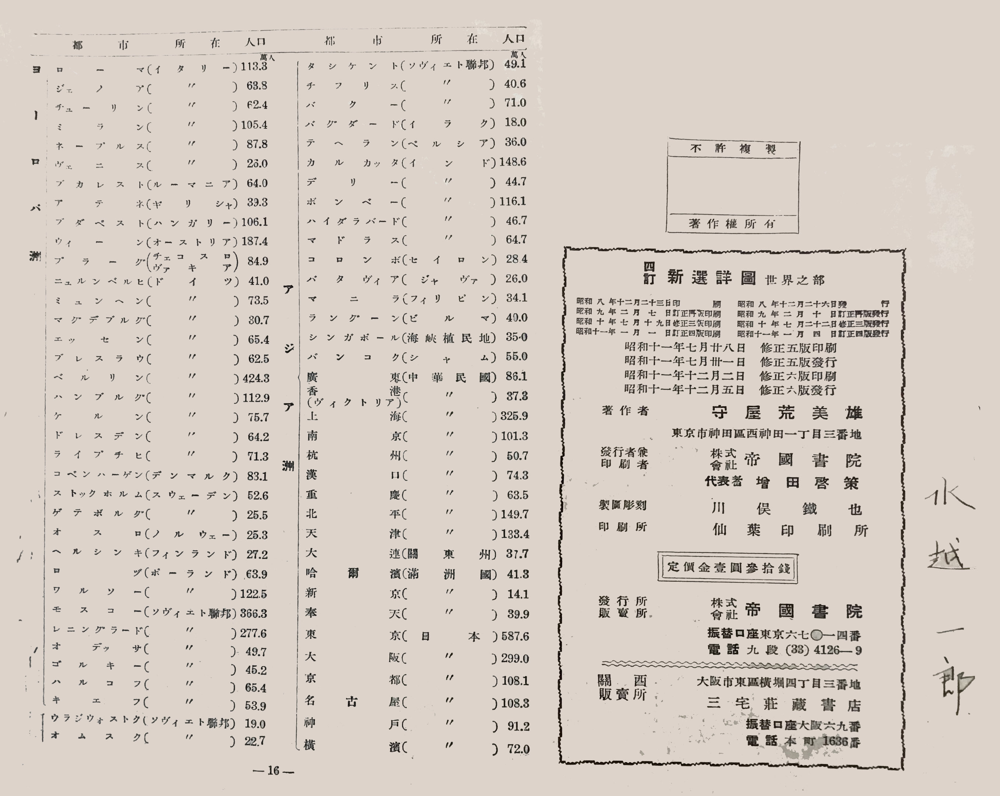 都市 所在 人口 都市 所在 人口
萬人 萬人
ヨーロパ洲
ローマ(イタリー) 113.3
ジェノア( 〃 ) 63.8
チューリン( 〃 ) 62.4
ミラン( 〃 ) 105.4
ネープルス( 〃 ) 87.8
ヴェニス( 〃 ) 26.0
ブカレスト(ルーマニア) 64.0
アテネ(ギリシャ) 39.3
ブダペスト(ハンガリー) 106.1
ウィーン(オーストリア) 187.4
プラーグ(チェコスロヴァキア) 84.9
ニュルンベルヒ(ドイツ) 41.0
ミュンヘン( 〃 ) 73.5
マグデブルグ( 〃 ) 30.7
エッセン( 〃 ) 65.4
ブレスラウ( 〃 ) 62.5
ベルリン( 〃 ) 424.3
ハンブルグ( 〃 ) 112.9
ケルン( 〃 ) 75.7
ドレスデン( 〃 ) 64.2
ライプチヒ( 〃 ) 71.3
コペンハーゲン(デンマルク) 83.1
ストックホルム(スウェーデン) 52.6
ゲテボルグ( 〃 ) 25.5
オスロ(ノルウェー) 25.3
ヘルシンキ(フィンランド) 27.2
ロヅ(ポーランド) 63.9
ワルソー( 〃 ) 122.5
モスコー(ソヴィエト聯邦) 366.3
レニングラード( 〃 ) 277.6
オデッサ( 〃 ) 49.7
ゴルキー( 〃 ) 45.2
ハルコフ( 〃 ) 65.4
キエフ( 〃 ) 53.9
ウラジウォストク(ソヴィエト聯邦) 19.0
オムスク( 〃 ) 22.7
アジア洲
タシケント(ソヴィエト聯邦) 49.1
チフリス( 〃 ) 40.6
バクー( 〃 ) 71.0
バグダード(イラク) 18.0
テヘラン(ペルシア) 36.0
カルカッタ(インド) 148.6
デリー( 〃 ) 44.7
ボンベー( 〃 ) 116.1
ハイダラバード( 〃 ) 46.7
マドラス( 〃 ) 64.7
コロンボ(セイロン) 28.4
バタヴィア(ジャヴァ) 26.0
マニラ(フィリピン) 34.1
ラングーン(ビルマ) 40.0
シンガポール(海峽植民地) 35.0
バンコク(シャム) 55.0
廣東(中華民國) 86.1
香港(ヴィクトリア)( 〃 ) 37.3
上海( 〃 ) 325.9
南京( 〃 ) 101.3
杭州( 〃 ) 50.7
漢口( 〃 ) 74.3
重慶( 〃 ) 63.5
北平( 〃 ) 149.7
天津( 〃 ) 133.4
大連(關東州) 37.7
哈爾濱(滿洲國) 41.3
新京( 〃 ) 14.1
奉天( 〃 ) 39.9
東京(日本) 587.6
大阪( 〃 ) 299.0
京都( 〃 ) 108.1
名古屋( 〃 ) 108.3
神戶( 〃 ) 91.2
橫濱( 〃 ) 72.0
—16—
不許複製
著作權所有
四訂 新選詳圖 世界之部
昭和八年十二月二十三日印刷 昭和八年十二月二十六日發行
昭和九年二月七日訂正再版印刷 昭和九年二月十日訂正再版發行
昭和十年七月十九日修正三版印刷 昭和十年七月二十二日修正三版發行
昭和十一年一月一日訂正四版印刷 昭和十一年一月四日訂正四版發行
昭和十一年七月廿八日 修正五版印刷
昭和十一年七月卅一日 修正五版發行
昭和十一年十二月二日 修正六版印刷
昭和十一年十二月五日 修正六版發行
著作者 守屋荒美雄
東京市神田區西神田一丁目三番地
發行者兼印刷者 株式會社 帝國書院
代表者 增田啓策
製圖彫刻 川俣鐵也
印刷所 仙葉印刷所
定價金壹圓參拾錢
發行所販賣所 株式會社 帝國書院
振替口座東京六七〇一四番
電話 九段 (33) 4126—9
關西販賣所 大阪市東區橫堀四丁目三番地
三宅莊藏書店
振替口座大阪六九番
電話 本町 1636番
水越一郎